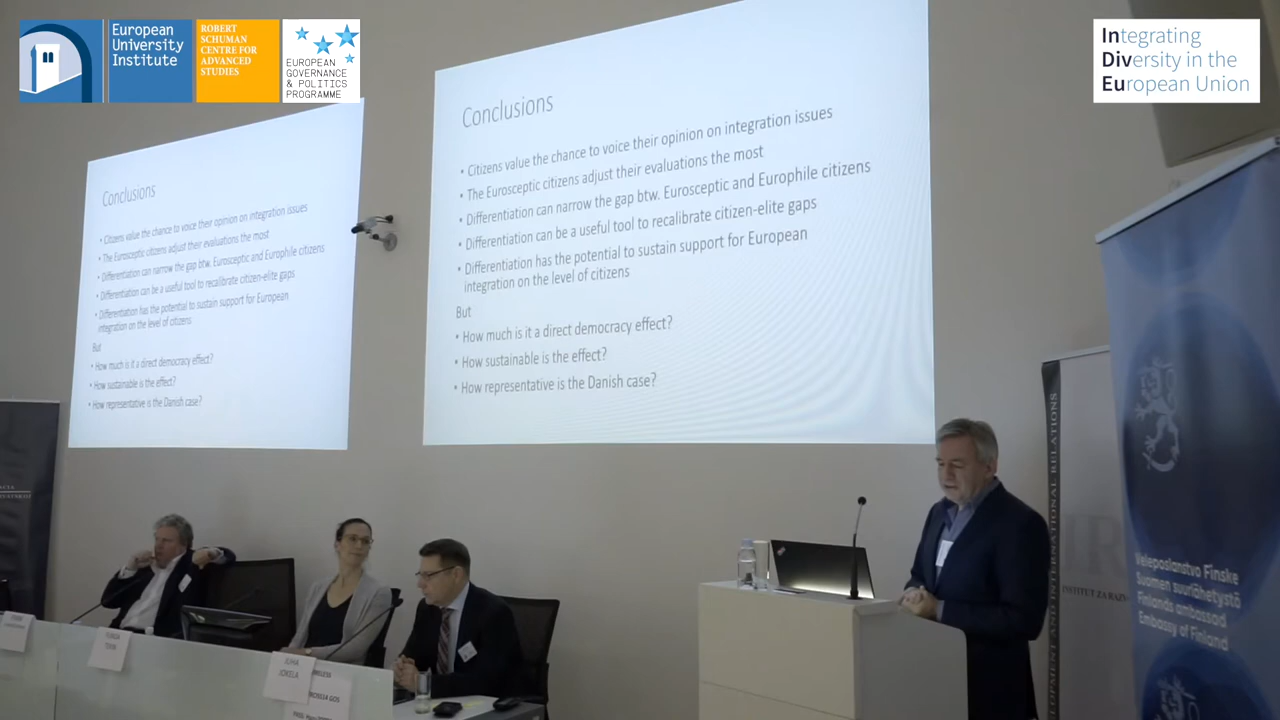 European
University
Institute
ROBERT
SCHUMAN
CENTRE FOR
ADVANCED
STUDIES
EUROPEAN
GOVERNANCE
& POLITICS
PROGRAMME
Integrating
Diversity in the
European Union
Conclusions
• Citizens value the chance to voice their opinion on integration issues
• The Eurosceptic citizens adjust their evaluations the most
• Differentiation can narrow the gap btw. Eurosceptic and Europhile citizens
• Differentiation can be a useful tool to recalibrate citizen-elite gaps
• Differentiation has the potential to sustain support for European
integration on the level of citizens
But
• How much is it a direct democracy effect?
• How sustainable is the effect?
• How representative is the Danish case?
Conclusions
• Citizens value the chance to voice their opinion on integration issues
• The Eurosceptic citizens adjust their evaluations the most
• Differentiation can narrow the gap btw. Eurosceptic and Europhile citizens
• Differentiation can be a useful tool to recalibrate citizen-elite gaps
• Differentiation has the potential to sustain support for European
integration on the level of citizens
But
• How much is it a direct democracy effect?
• How sustainable is the effect?
• How representative is the Danish case?
JUHA
JOKELA
AND INTERNATIONAL RELATIONS
INSTITUT ZA
Veleposlaništvo Finske
Suomen suurlähetystö
Finlands ambassad
Embassy of Finland